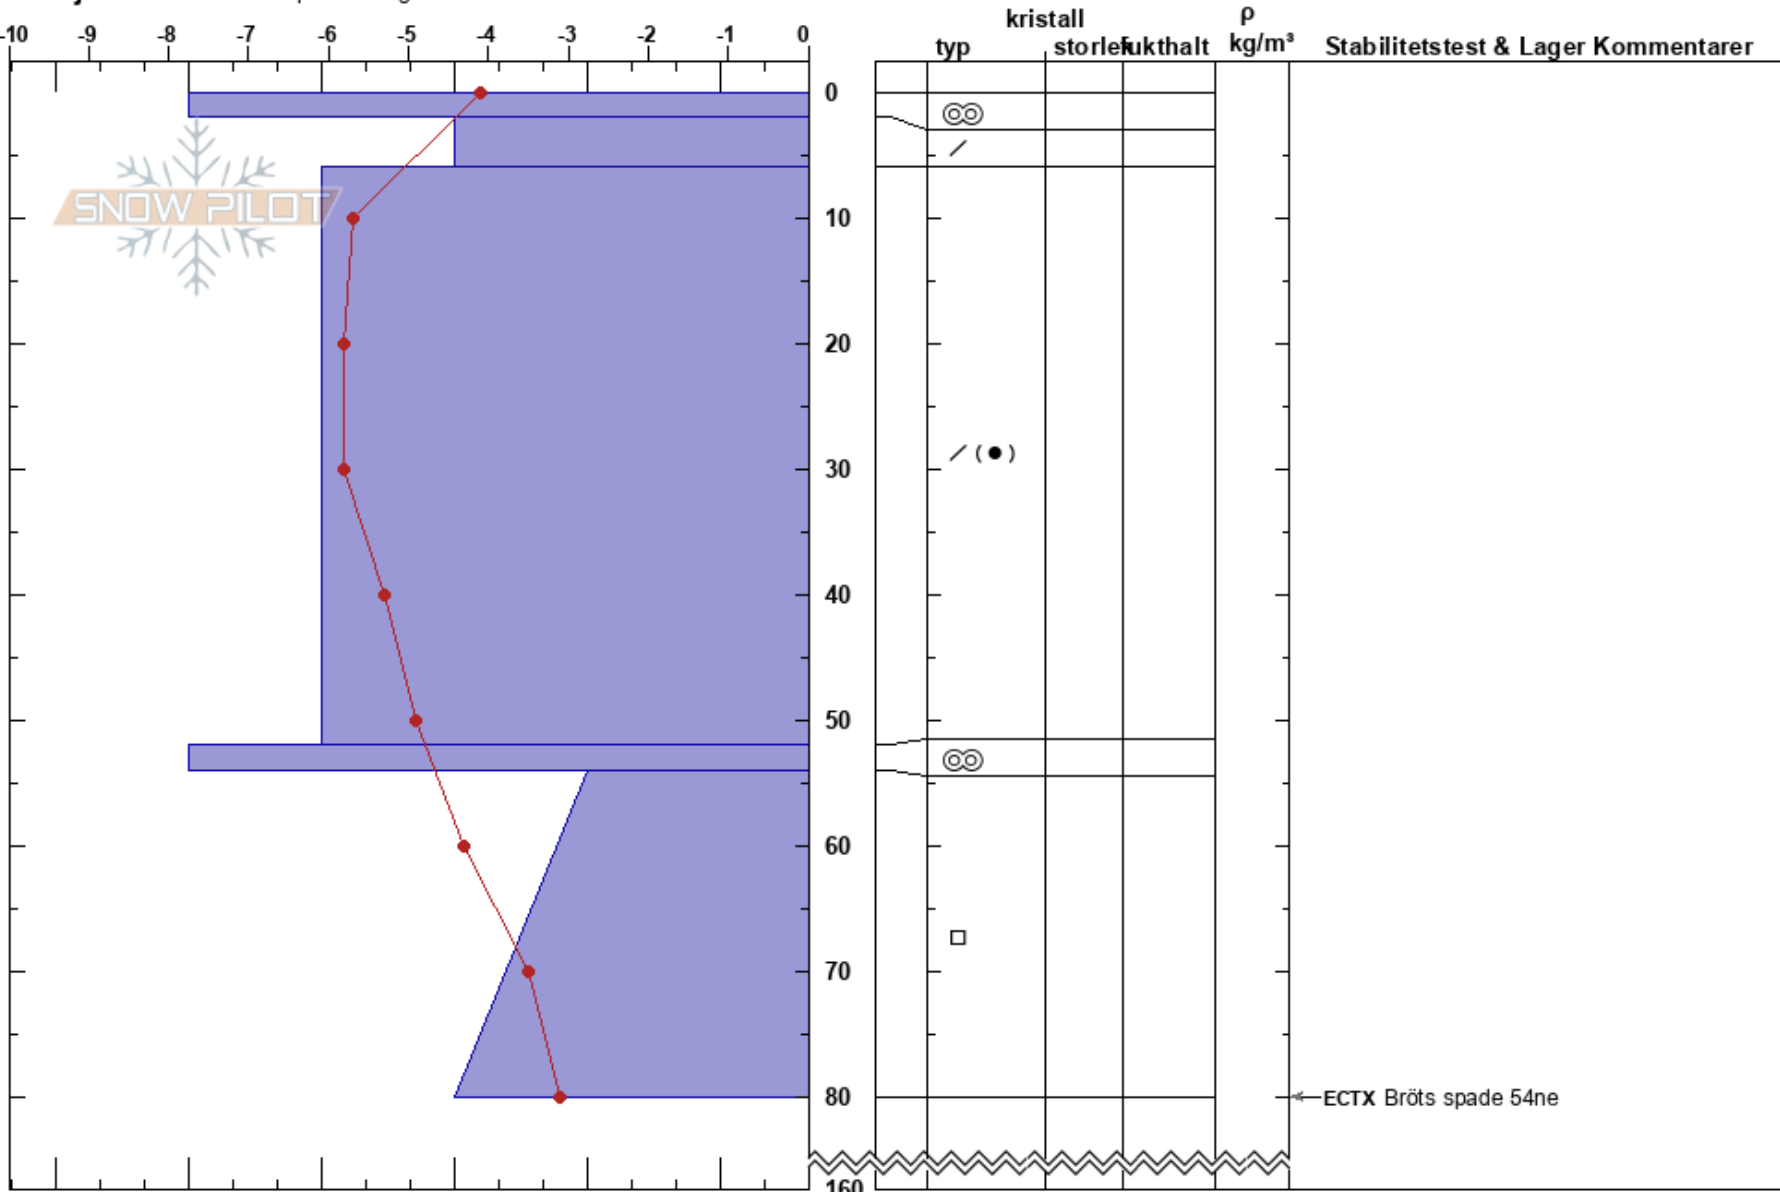 kristall ρ
-10 -9 -8 -7 -6 -5 -4 -3 -2 -1 0 typ storlek fukthalt kg/m³ Stabilitetstest & Lager Kommentarer
0
SNOW PILOT
10
20
30
40
50
60
70
80 ECTX Bröts spade 54ne
160